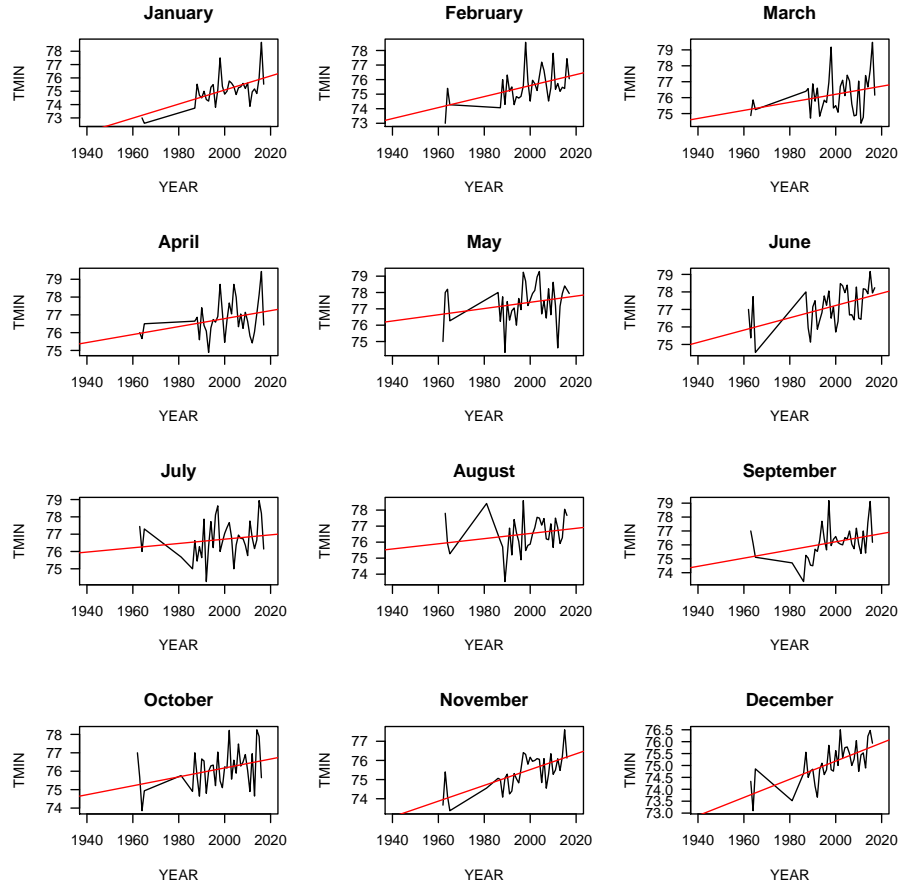 January February March
TMIN 73 74 75 76 77 78 TMIN 73 74 75 76 77 78 TMIN 75 76 77 78 79
1940 1960 1980 2000 2020 1940 1960 1980 2000 2020 1940 1960 1980 2000 2020
YEAR YEAR YEAR
April May June
TMIN 75 76 77 78 79 TMIN 75 76 77 78 79 TMIN 75 76 77 78 79
1940 1960 1980 2000 2020 1940 1960 1980 2000 2020 1940 1960 1980 2000 2020
YEAR YEAR YEAR
July August September
TMIN 75 76 77 78 79 TMIN 74 75 76 77 78 TMIN 74 75 76 77 78 79
1940 1960 1980 2000 2020 1940 1960 1980 2000 2020 1940 1960 1980 2000 2020
YEAR YEAR YEAR
October November December
TMIN 74 75 76 77 78 TMIN 74 75 76 77 TMIN 73.0 73.5 74.0 74.5 75.0 75.5 76.0 76.5
1940 1960 1980 2000 2020 1940 1960 1980 2000 2020 1940 1960 1980 2000 2020
YEAR YEAR YEAR